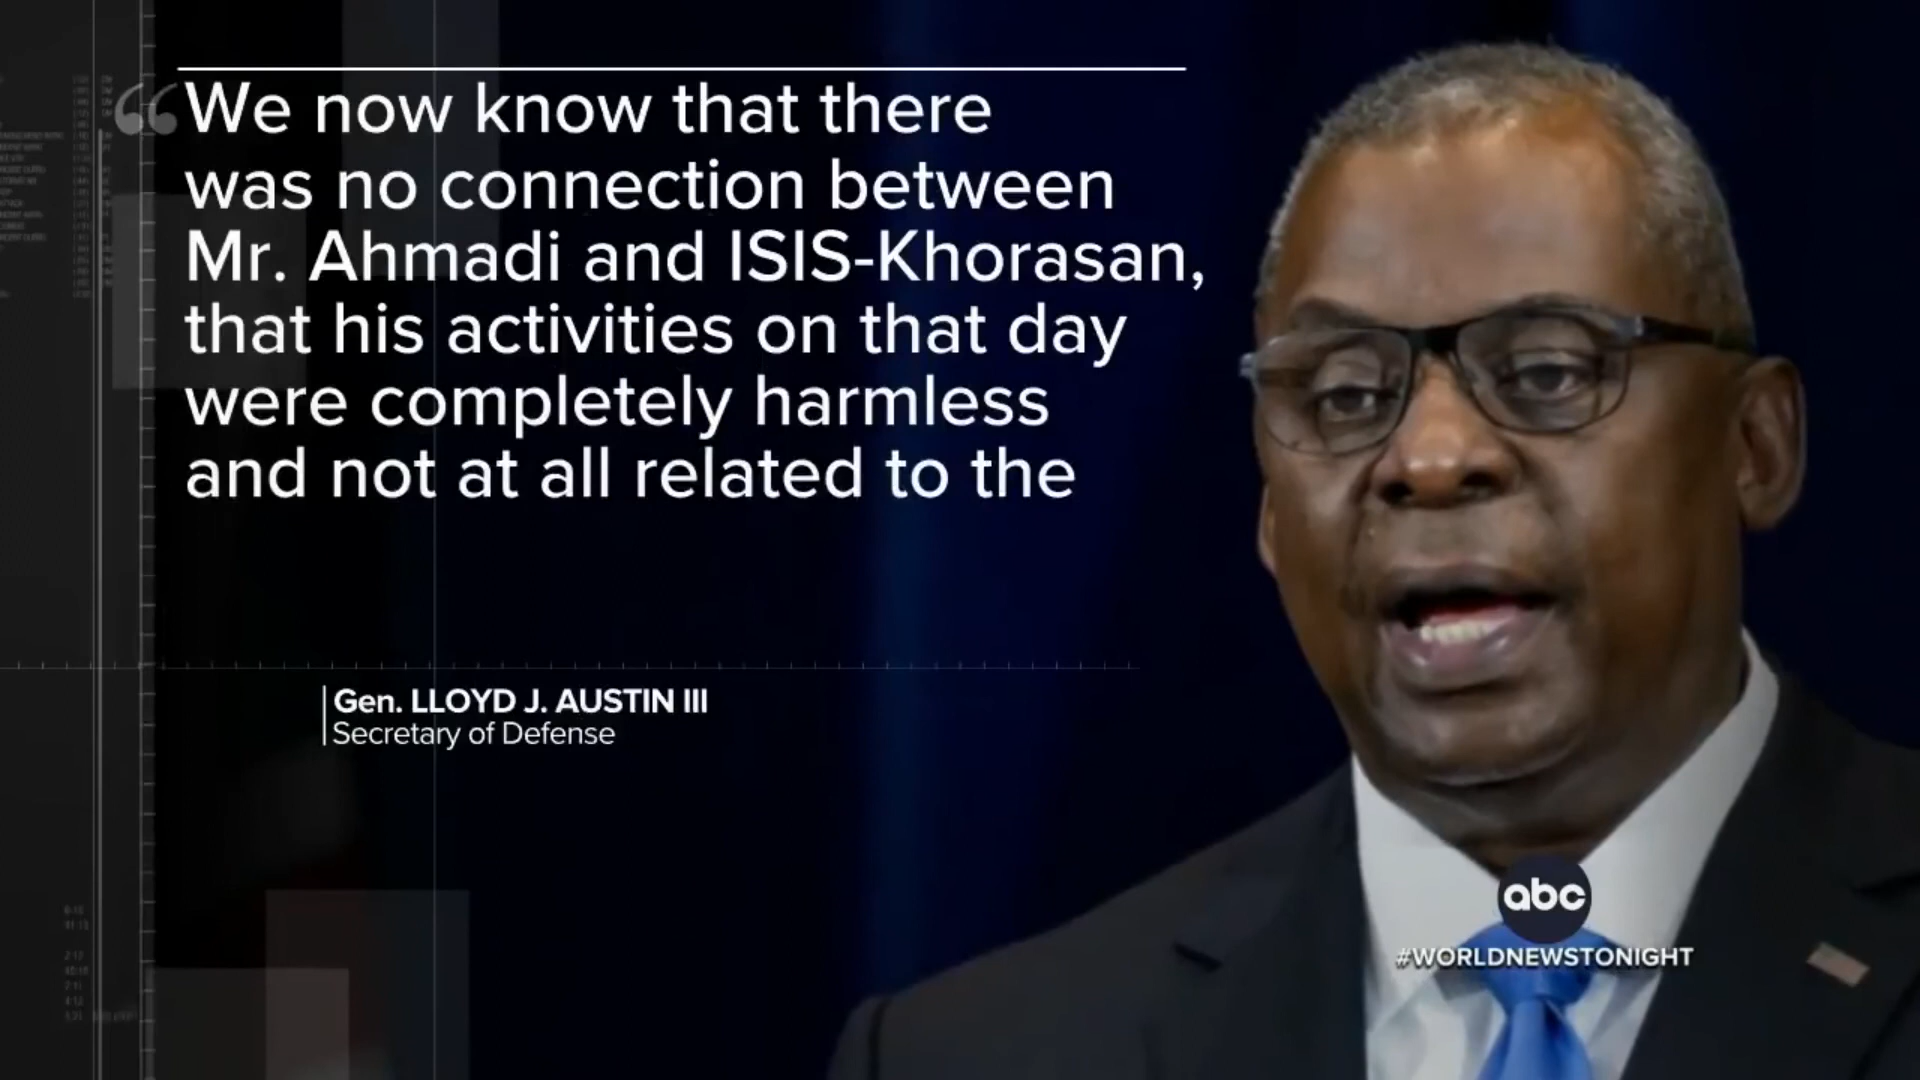 “We now know that there
was no connection between
Mr. Ahmadi and ISIS-Khorasan,
that his activities on that day
were completely harmless
and not at all related to the
Gen. LLOYD J. AUSTIN III
Secretary of Defense
abc
#WORLDNEWSTONIGHT